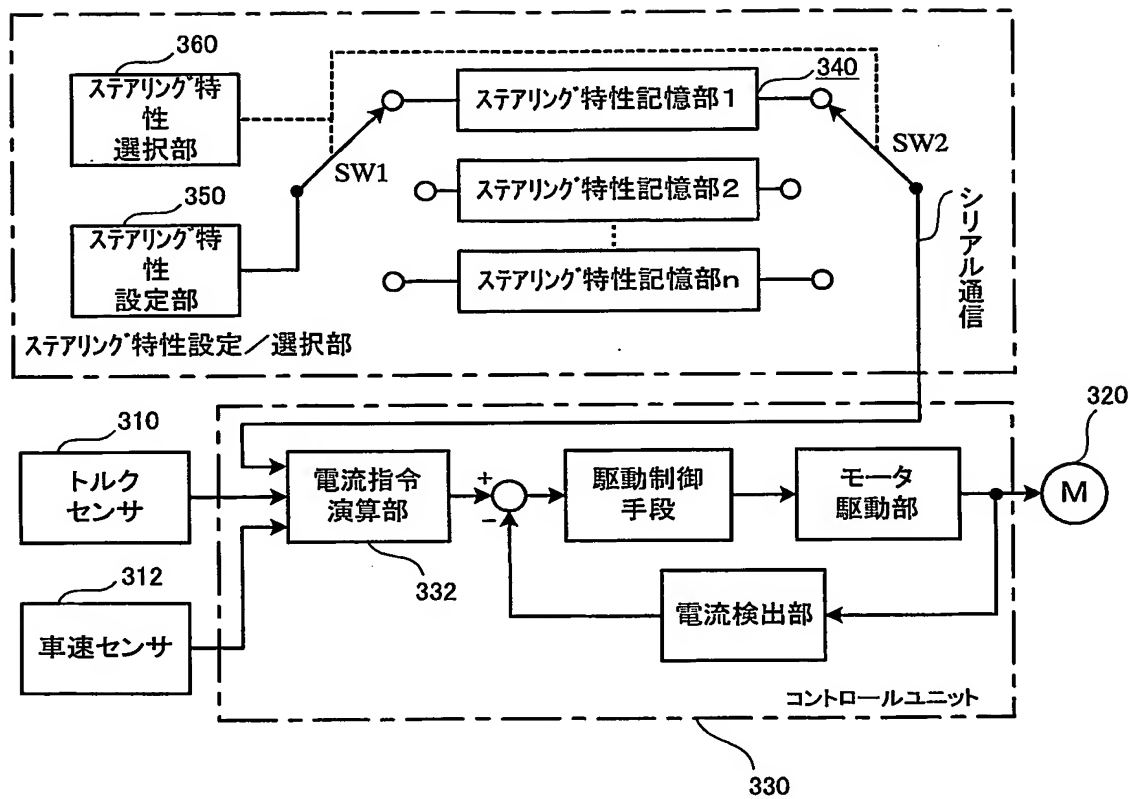 360
ステアリング特
性
選択部
ステアリング特性記憶部1
340
SW1
SW2
350
ステアリング特
性
設定部
ステアリング特性記憶部2
ステアリング特性記憶部n
シリアル通信
ステアリング特性設定/選択部
310
トルク
センサ
電流指令
演算部
332
+
-
駆動制御
手段
モータ
駆動部
320
M
312
車速センサ
電流検出部
コントロールユニット
330